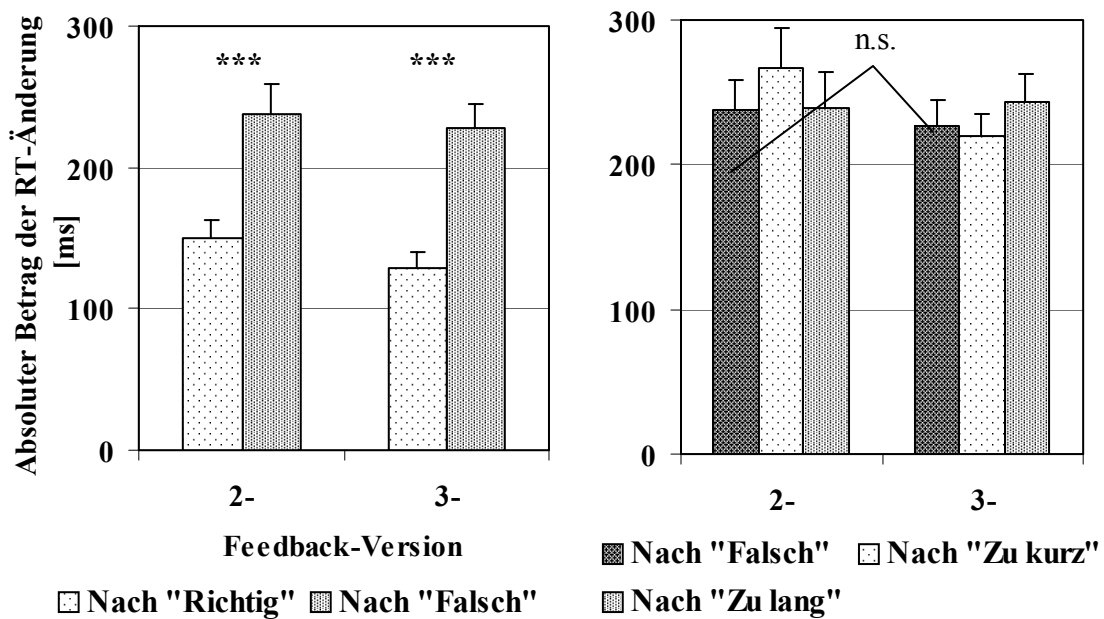 Absoluter Betrag der RT-Änderung
[ms]
300
200
100
0
***
***
2-
3-
Feedback-Version
Nach "Richtig"
Nach "Falsch"
300
200
100
0
n.s.
2-
3-
Nach "Falsch"
Nach "Zu kurz"
Nach "Zu lang"